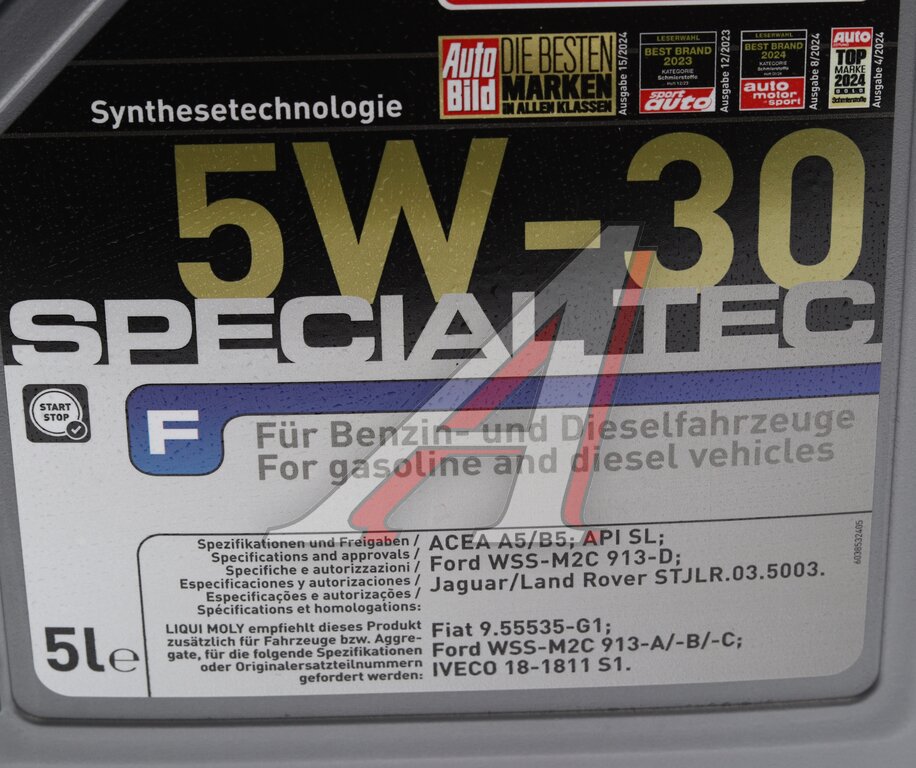 Auto
Bild
DIE BESTEN
MARKEN
IN ALLEN KLASSEN
Ausgabe 15/2024
LESERWAHL
BEST BRAND
2023
KATEGORIE
Schmierstoffe
sport
auto
Ausgabe 12/2023
LESERWAHL
BEST BRAND
2024
KATEGORIE
Schmierstoffe
auto
motor
sport
Ausgabe 8/2024
Auto
TOP
MARKE
2024
GOLD
Schmierstoffe
Ausgabe 4/2024
Synthesetechnologie
5W-30
SPECIAL TEC
START
STOP
F
Für Benzin- und Dieselfahrzeuge
For gasoline and diesel vehicles
Spezifikationen und Freigaben /
Specifications and approvals /
Specifiche e autorizzazioni /
Especificaciones y autorizaciones /
Especificações e autorizações /
Spécifications et homologations:
ACEA A5/B5; API SL;
Ford WSS-M2C 913-D;
Jaguar/Land Rover STJLR.03.5003.
LIQUI MOLY empfiehlt dieses Produkt
zusätzlich für Fahrzeuge bzw. Aggre-
gate, für die folgende Spezifikationen
oder Originalersatzteilnummern
gefordert werden:
Fiat 9.55535-G1;
Ford WSS-M2C 913-A/-B/-C;
IVECO 18-1811 S1.
5l e
6038532405